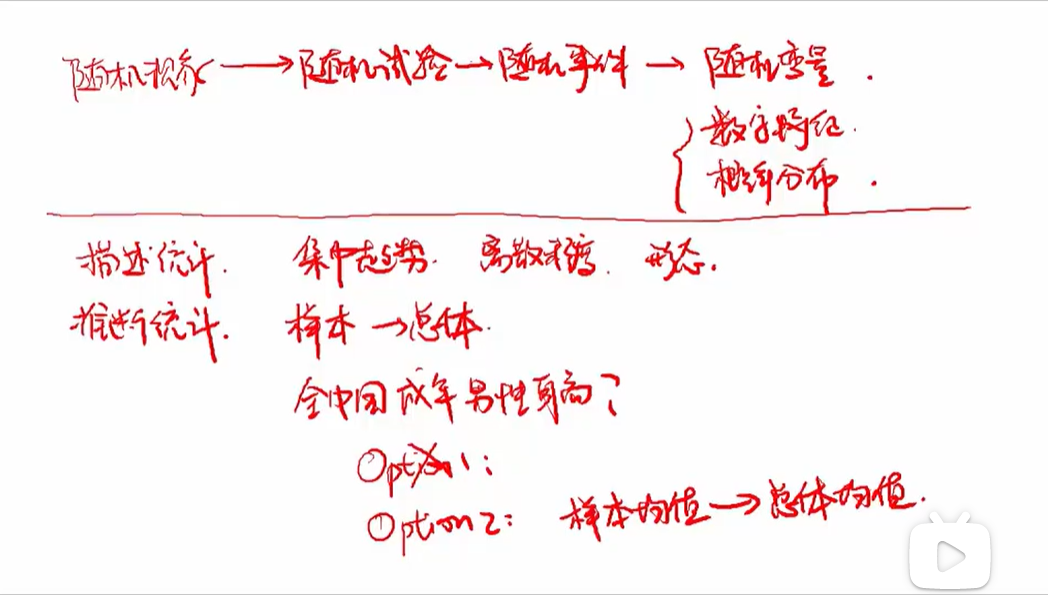 随机现象 → 随机试验 → 随机事件 → 随机变量.
数字特征.
概率分布.
描述统计. 集中趋势. 离散程度. 形态.
推断统计. 样本 → 总体.
全中国成年男性身高?
Option 1:
Option 2: 样本均值 → 总体均值.